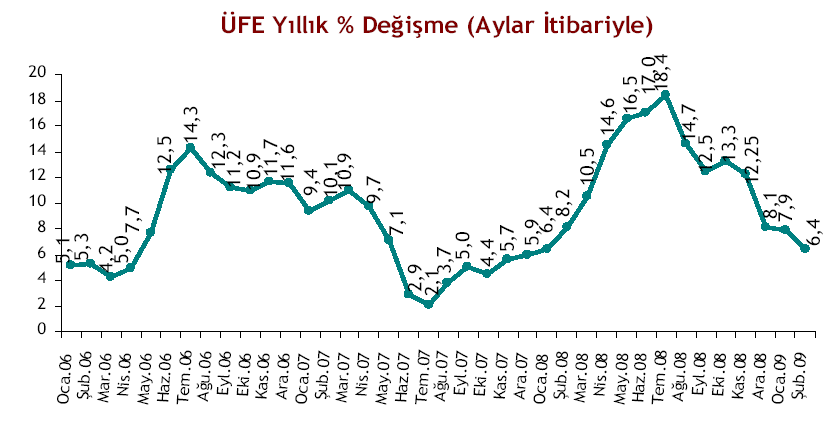 ÜFE Yıllık % Değişme (Aylar İtibariyle)
20
18
16
14
12
10
8
6
4
2
0
5,1
5,3
4,2
5,0
7,7
12,5
14,3
12,3
11,2
10,9
11,7
11,6
9,4
10,1
10,9
9,7
7,1
2,9
2,1
3,7
5,0
4,4
5,7
5,9
6,4
8,2
10,5
14,6
16,5
17,0
18,4
14,7
12,5
13,3
12,25
8,1
7,9
6,4
Oca.06
Şub.06
Mar.06
Nis.06
May.06
Haz.06
Tem.06
Ağu.06
Eyl.06
Eki.06
Kas.06
Ara.06
Oca.07
Şub.07
Mar.07
Nis.07
May.07
Haz.07
Tem.07
Ağu.07
Eyl.07
Eki.07
Kas.07
Ara.07
Oca.08
Şub.08
Mar.08
Nis.08
May.08
Haz.08
Tem.08
Ağu.08
Eyl.08
Eki.08
Kas.08
Ara.08
Oca.09
Şub.09